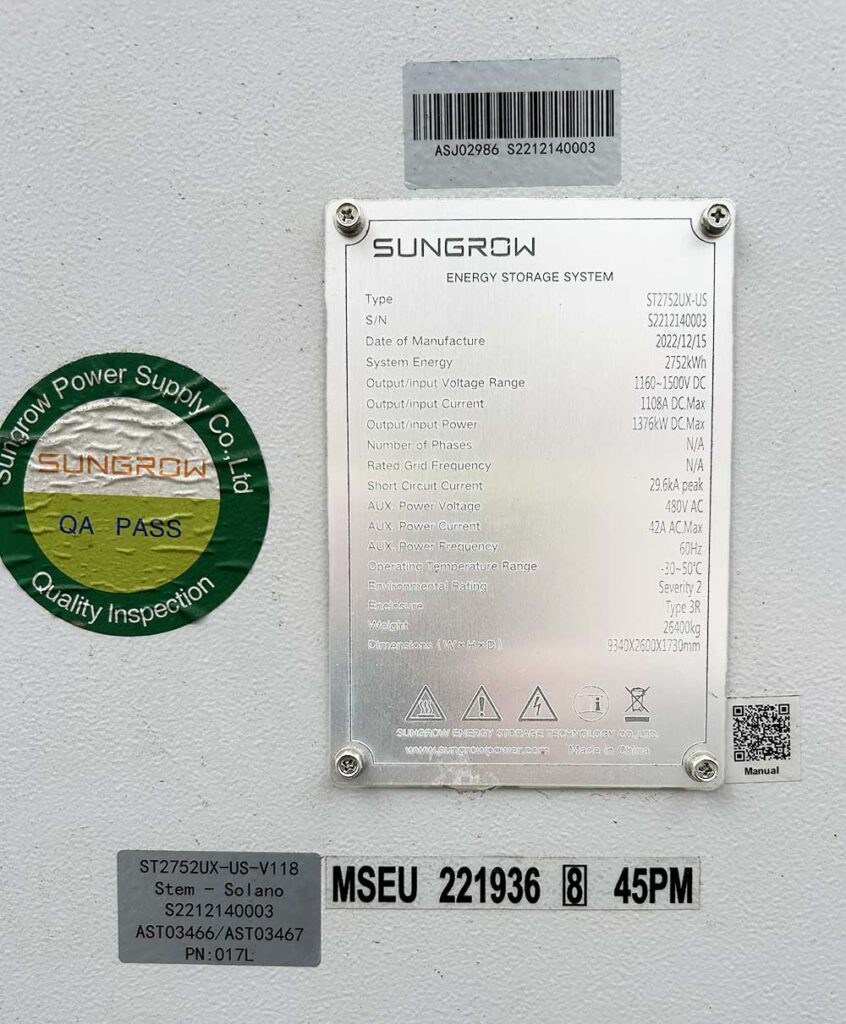 ASJ02986 S2212140003
SUNGROW
ENERGY STORAGE SYSTEM
Type ST2752UX-US
S/N S2212140003
Date of Manufacture 2022/12/15
System Energy 2752kWh
Output/input Voltage Range 1160~1500V DC
Output/input Current 1108A DC.Max
Output/input Power 1376kW DC.Max
Number of Phases N/A
Rated Grid Frequency N/A
Short Circuit Current 29.6kA peak
AUX. Power Voltage 480V AC
AUX. Power Current 42A AC.Max
AUX. Power Frequency 60Hz
Operating Temperature Range -30~50℃
Environmental Rating Severity 2
Enclosure Type 3R
Weight 26400kg
Dimensions (W×H×D) 9340X2600X1730mm
SUNGROW ENERGY STORAGE TECHNOLOGY CO.,LTD.
www.sungrowpower.com Made in China
Manual
Sungrow Power Supply Co.,Ltd
SUNGROW
QA PASS
Quality Inspection
ST2752UX-US-V118
Stem - Solano
S2212140003
AST03466/AST03467
PN:017L
MSEU 221936 8 45PM